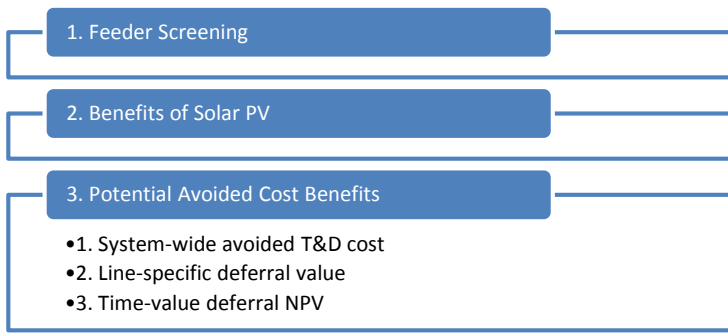 1. Feeder Screening
2. Benefits of Solar PV
3. Potential Avoided Cost Benefits
•1. System-wide avoided T&D cost
•2. Line-specific deferral value
•3. Time-value deferral NPV